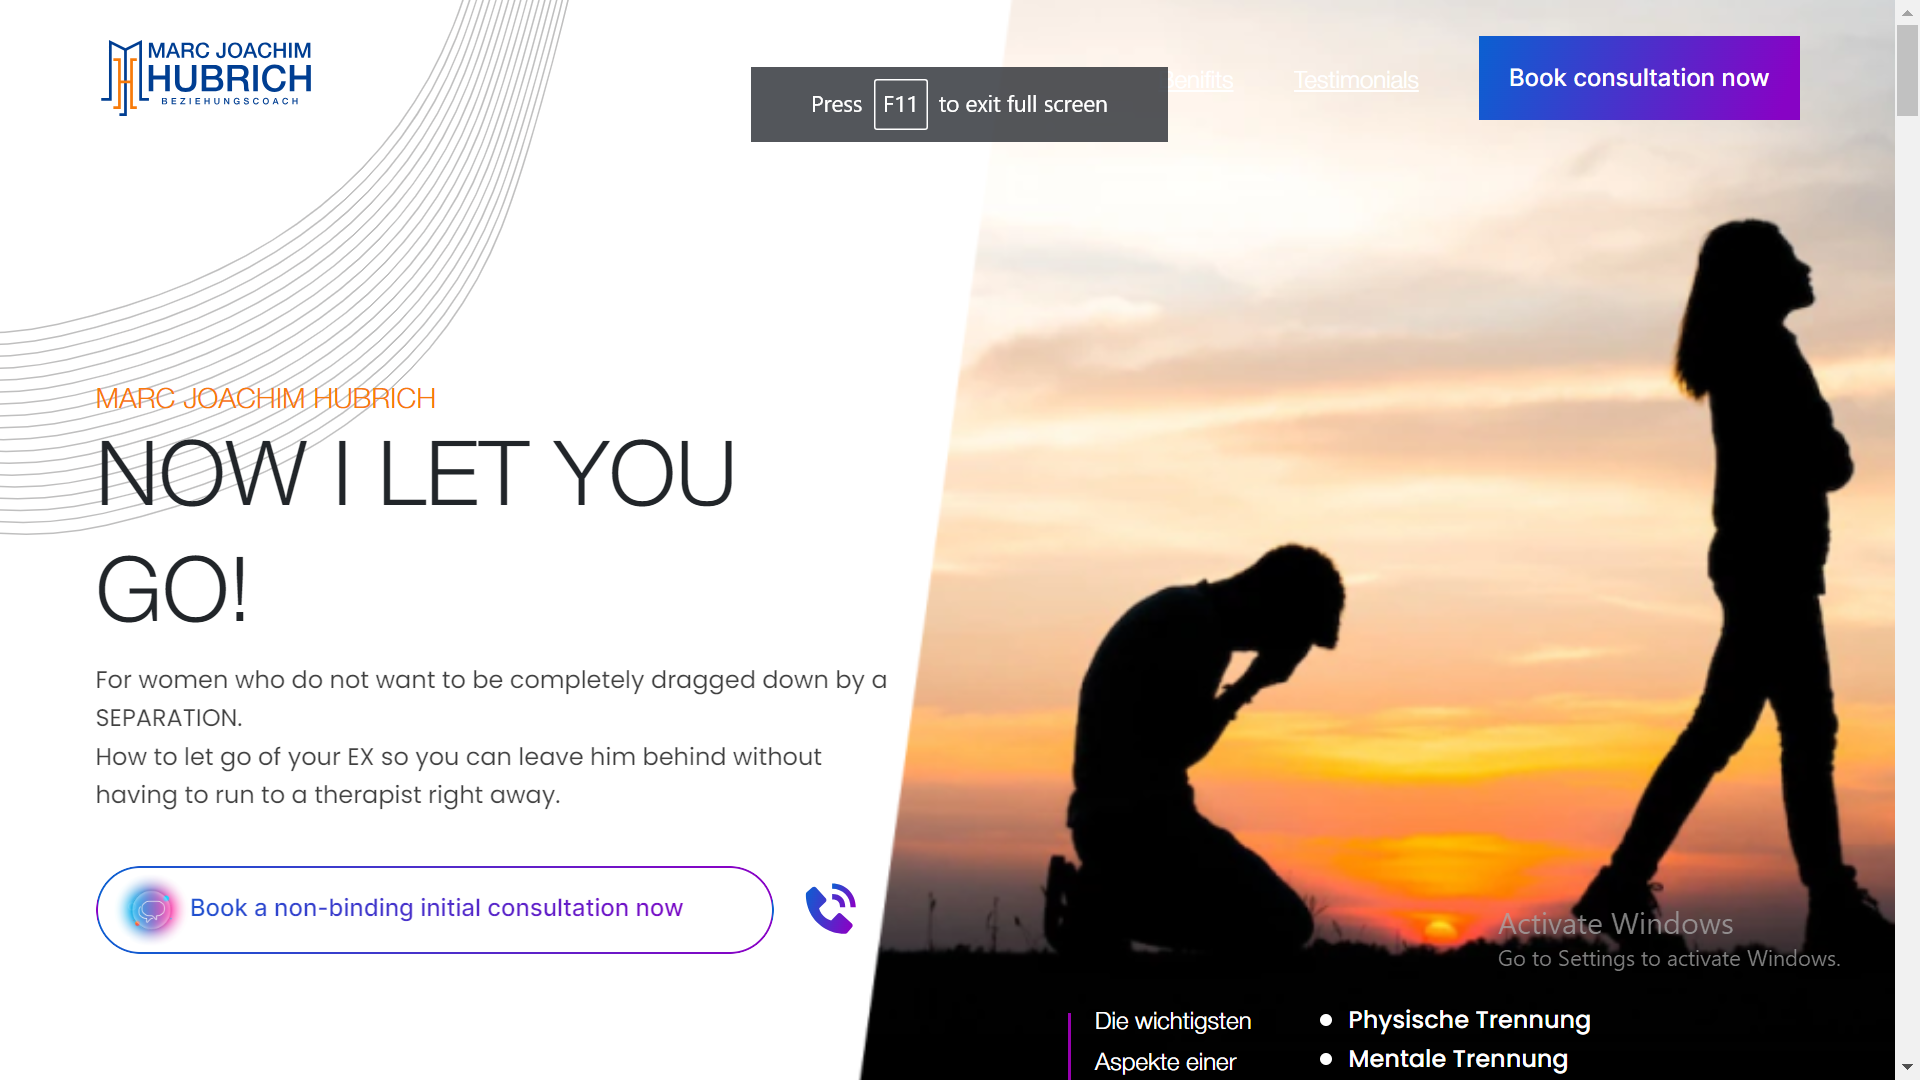 MARC JOACHIM
HUBRICH
BEZIEHUNGSCOACH
Press F11 to exit full screen
Testimonials
Book consultation now
MARC JOACHIM HUBRICH
NOW I LET YOU
GO!
For women who do not want to be completely dragged down by a
SEPARATION.
How to let go of your EX so you can leave him behind without
having to run to a therapist right away.
Book a non-binding initial consultation now
Activate Windows
Go to Settings to activate Windows.
Die wichtigsten
Aspekte einer
Physische Trennung
Mentale Trennung